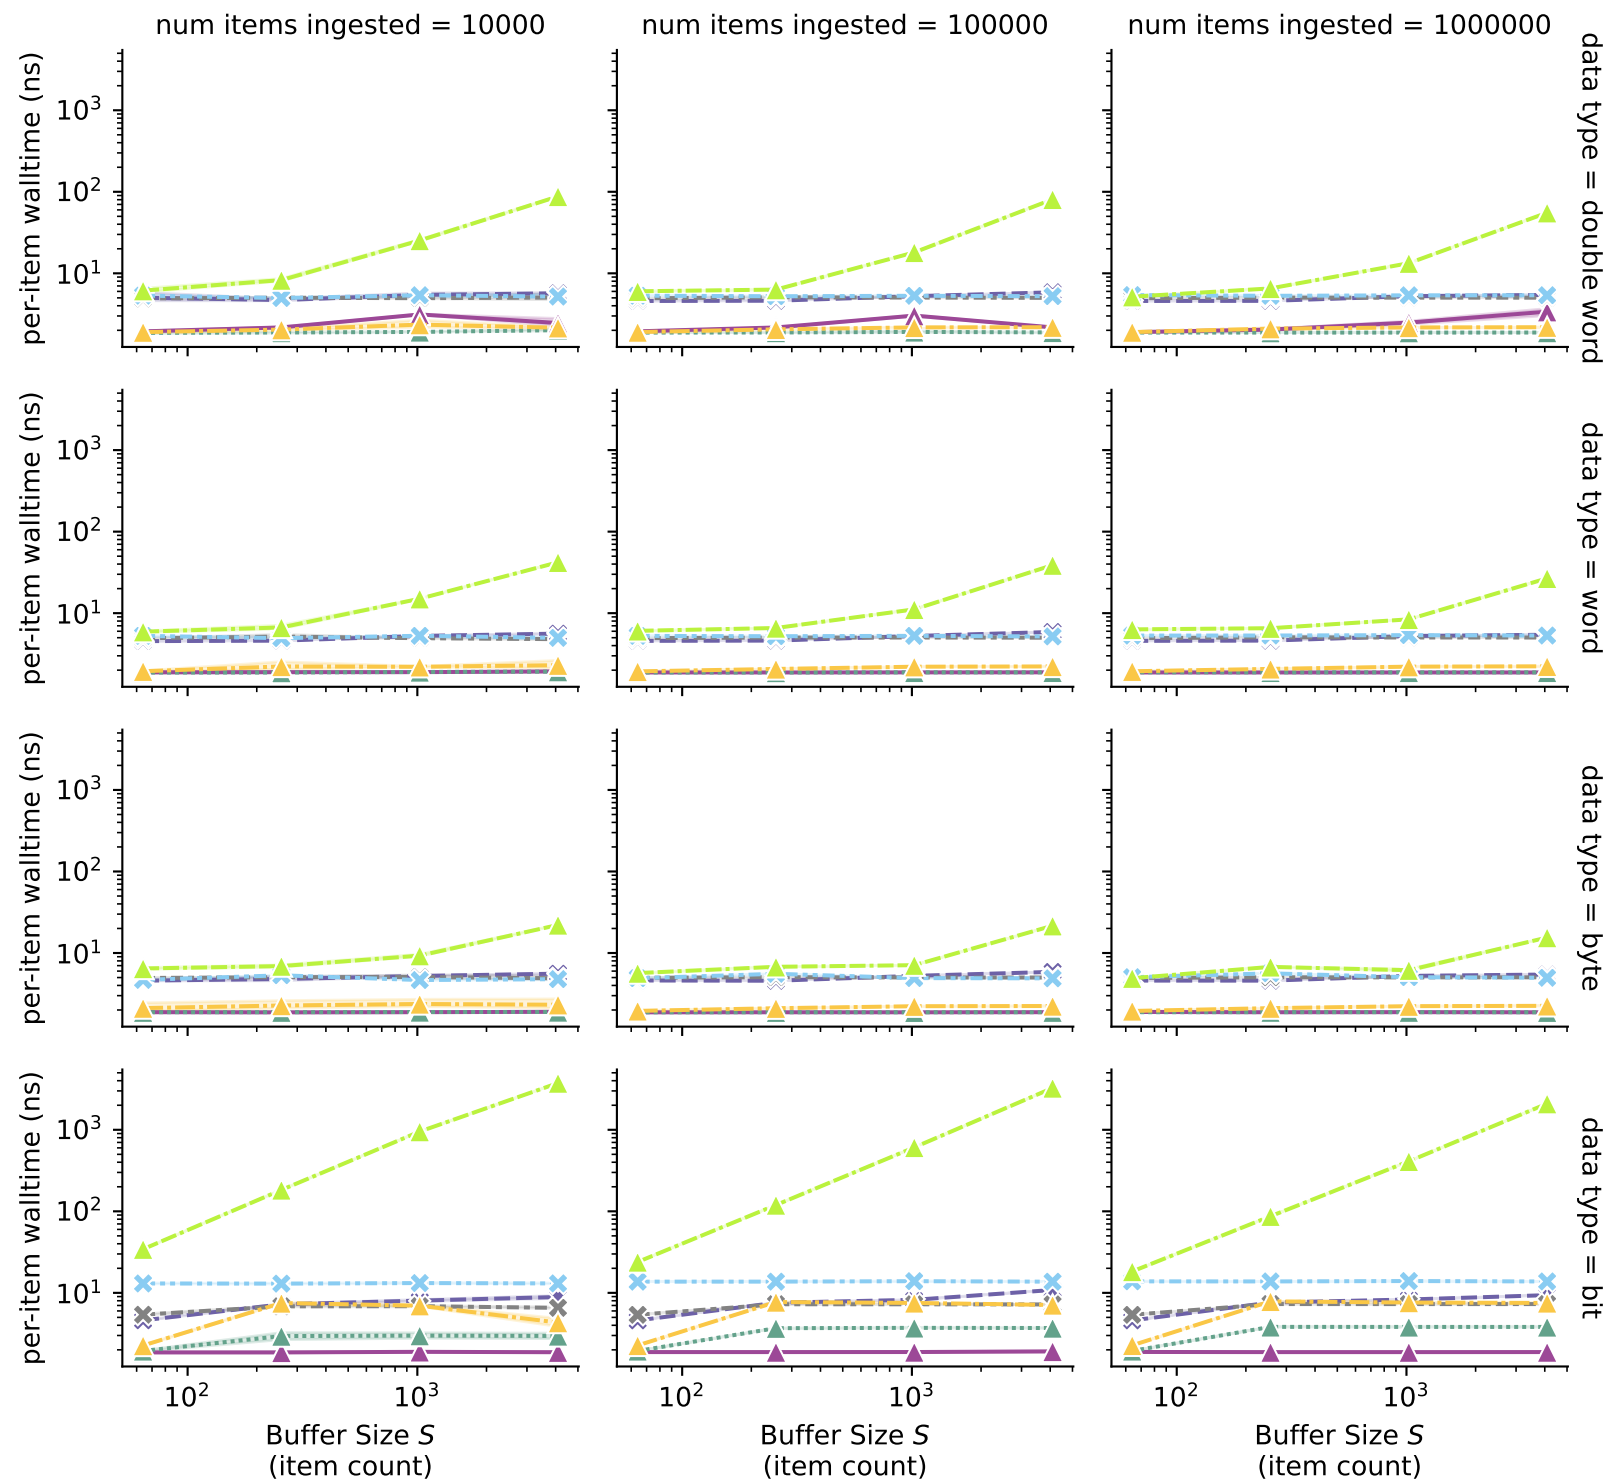 num items ingested = 10000
num items ingested = 100000
num items ingested = 1000000
per-item walltime (ns)
10³
10²
10¹
data type = double word
per-item walltime (ns)
10³
10²
10¹
data type = word
per-item walltime (ns)
10³
10²
10¹
data type = byte
per-item walltime (ns)
10³
10²
10¹
data type = bit
10²
10³
10²
10³
10²
10³
Buffer Size S
(item count)
Buffer Size S
(item count)
Buffer Size S
(item count)